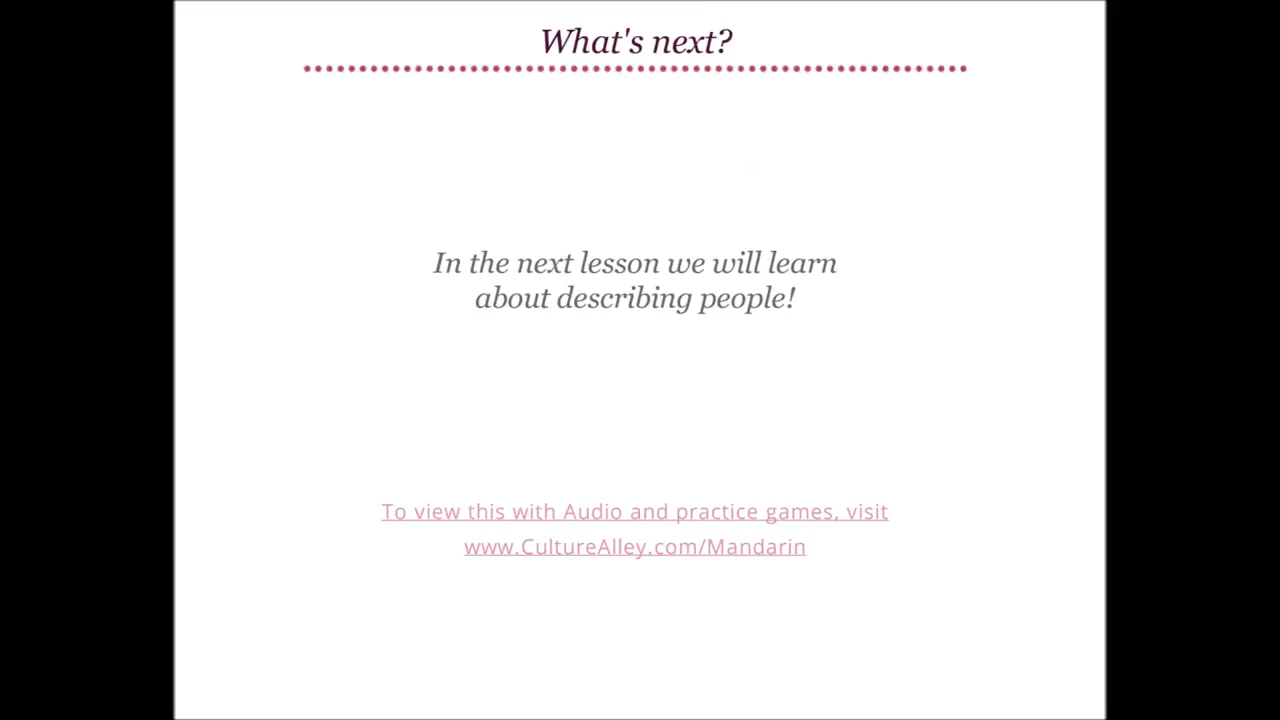 What's next?
In the next lesson we will learn
about describing people!
To view this with Audio and practice games, visit
www.CultureAlley.com/Mandarin